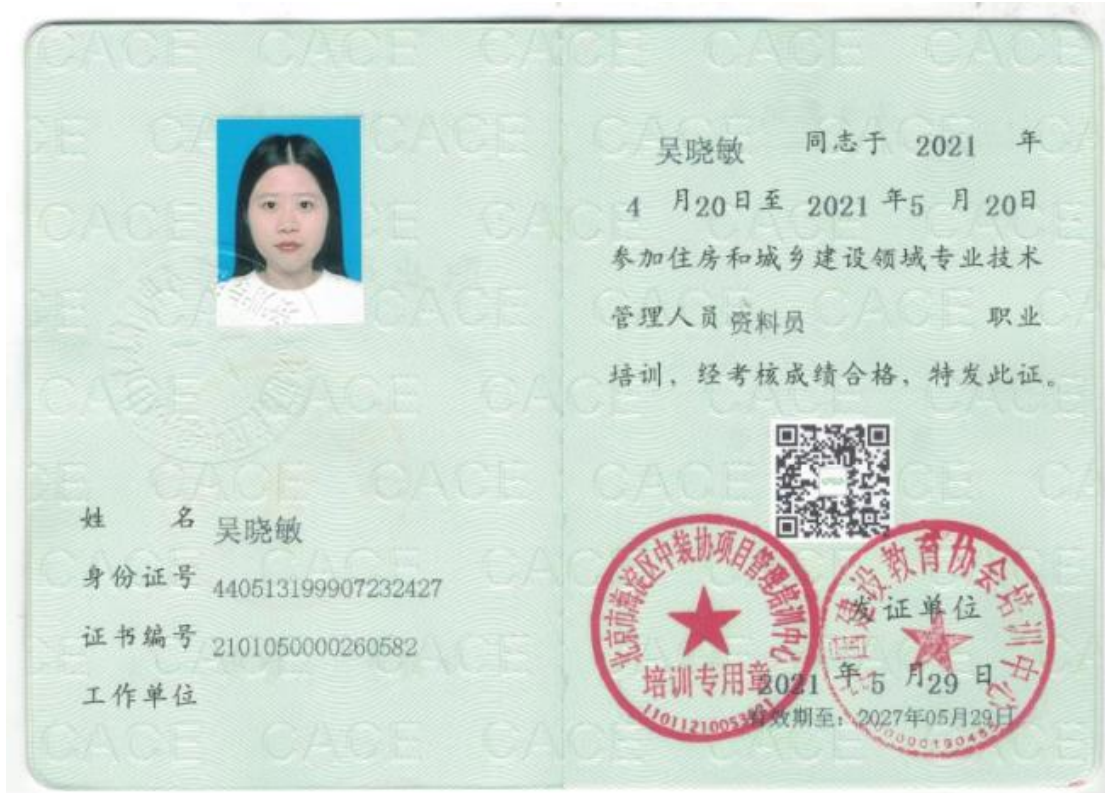 姓 名 吴晓敏
身份证号 440513199907232427
证书编号 2101050000260582
工作单位
吴晓敏 同志于 2021 年
4 月20日至 2021 年5 月 20日
参加住房和城乡建设领域专业技术
管理人员 资料员 职业
培训，经考核成绩合格，特发此证。
北京市海淀区中装协项目管理培训中心
培训专用章
中国建设教育协会培训中心
发证单位
2021 年 5 月 29 日
有效期至：2027年05月29日
CACE